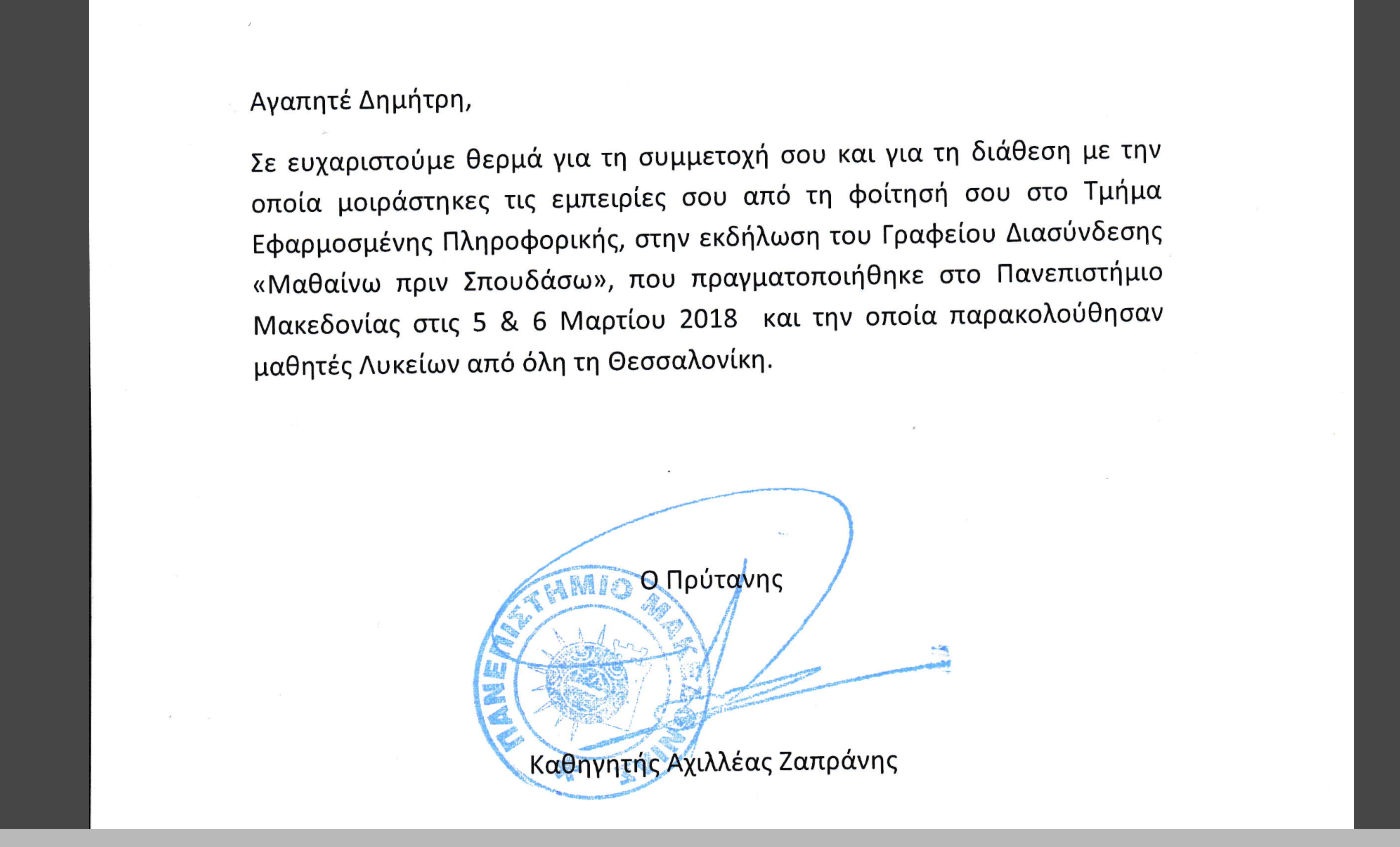 Αγαπητέ Δημήτρη,
Σε ευχαριστούμε θερμά για τη συμμετοχή σου και για τη διάθεση με την
οποία μοιράστηκες τις εμπειρίες σου από τη φοίτησή σου στο Τμήμα
Εφαρμοσμένης Πληροφορικής, στην εκδήλωση του Γραφείου Διασύνδεσης
«Μαθαίνω πριν Σπουδάσω», που πραγματοποιήθηκε στο Πανεπιστήμιο
Μακεδονίας στις 5 & 6 Μαρτίου 2018 και την οποία παρακολούθησαν
μαθητές Λυκείων από όλη τη Θεσσαλονίκη.
Ο Πρύτανης
ΠΑΝΕΠΙΣΤΗΜΙΟ ΜΑΚΕΔΟΝΙΑΣ
Καθηγητής Αχιλλέας Ζαπράνης